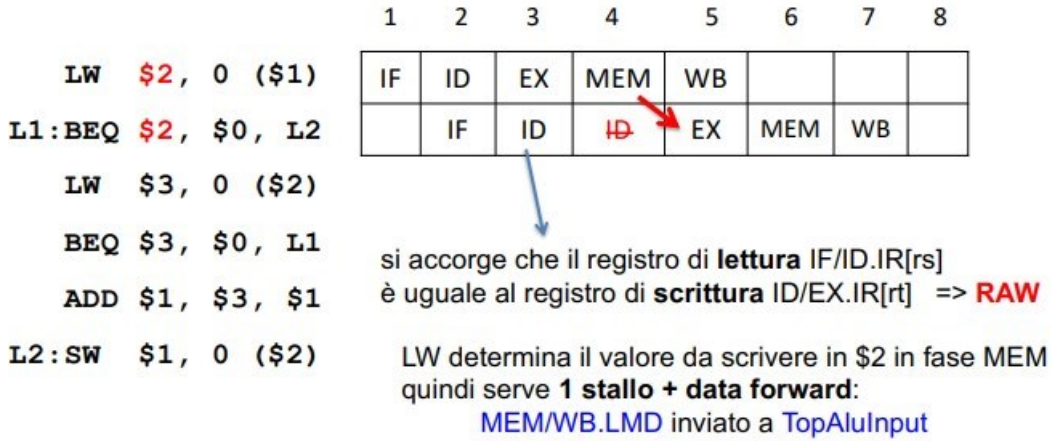 1 2 3 4 5 6 7 8
LW $2, 0 ($1) IF ID EX MEM WB
L1:BEQ $2, $0, L2 IF ID ID EX MEM WB
LW $3, 0 ($2)
BEQ $3, $0, L1
ADD $1, $3, $1
L2:SW $1, 0 ($2)
si accorge che il registro di lettura IF/ID.IR[rs]
è uguale al registro di scrittura ID/EX.IR[rt] => RAW
LW determina il valore da scrivere in $2 in fase MEM
quindi serve 1 stallo + data forward:
MEM/WB.LMD inviato a TopAluInput